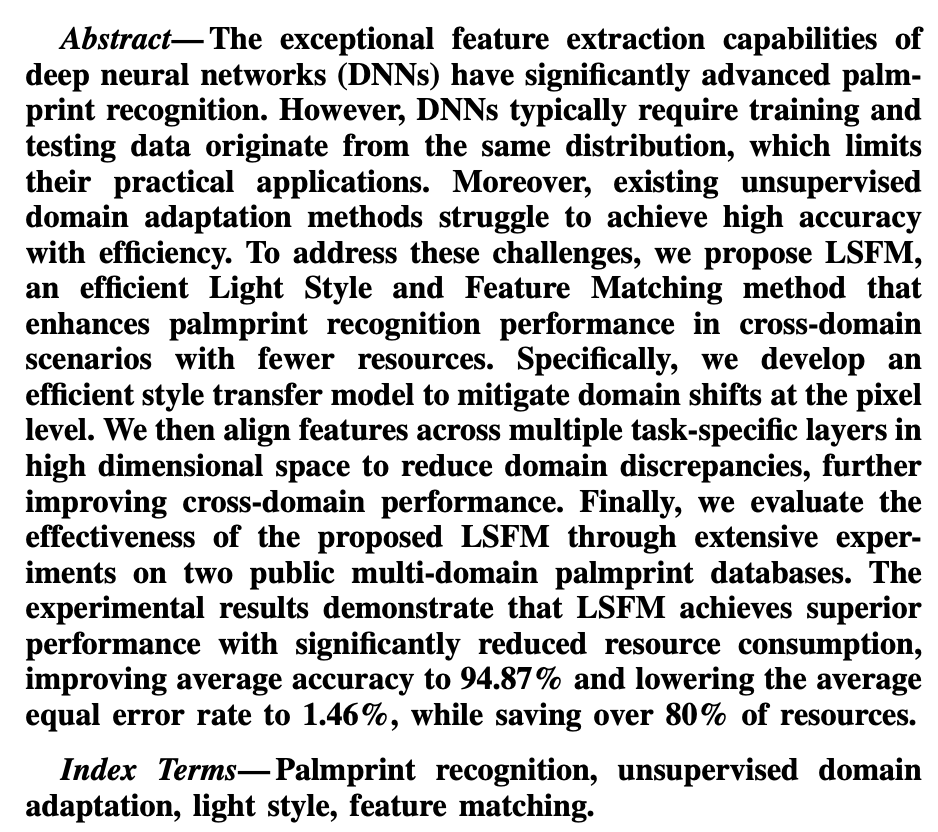 Abstract—The exceptional feature extraction capabilities of
deep neural networks (DNNs) have significantly advanced palm-
print recognition. However, DNNs typically require training and
testing data originate from the same distribution, which limits
their practical applications. Moreover, existing unsupervised
domain adaptation methods struggle to achieve high accuracy
with efficiency. To address these challenges, we propose LSFM,
an efficient Light Style and Feature Matching method that
enhances palmprint recognition performance in cross-domain
scenarios with fewer resources. Specifically, we develop an
efficient style transfer model to mitigate domain shifts at the pixel
level. We then align features across multiple task-specific layers in
high dimensional space to reduce domain discrepancies, further
improving cross-domain performance. Finally, we evaluate the
effectiveness of the proposed LSFM through extensive exper-
iments on two public multi-domain palmprint databases. The
experimental results demonstrate that LSFM achieves superior
performance with significantly reduced resource consumption,
improving average accuracy to 94.87% and lowering the average
equal error rate to 1.46%, while saving over 80% of resources.
Index Terms—Palmprint recognition, unsupervised domain
adaptation, light style, feature matching.